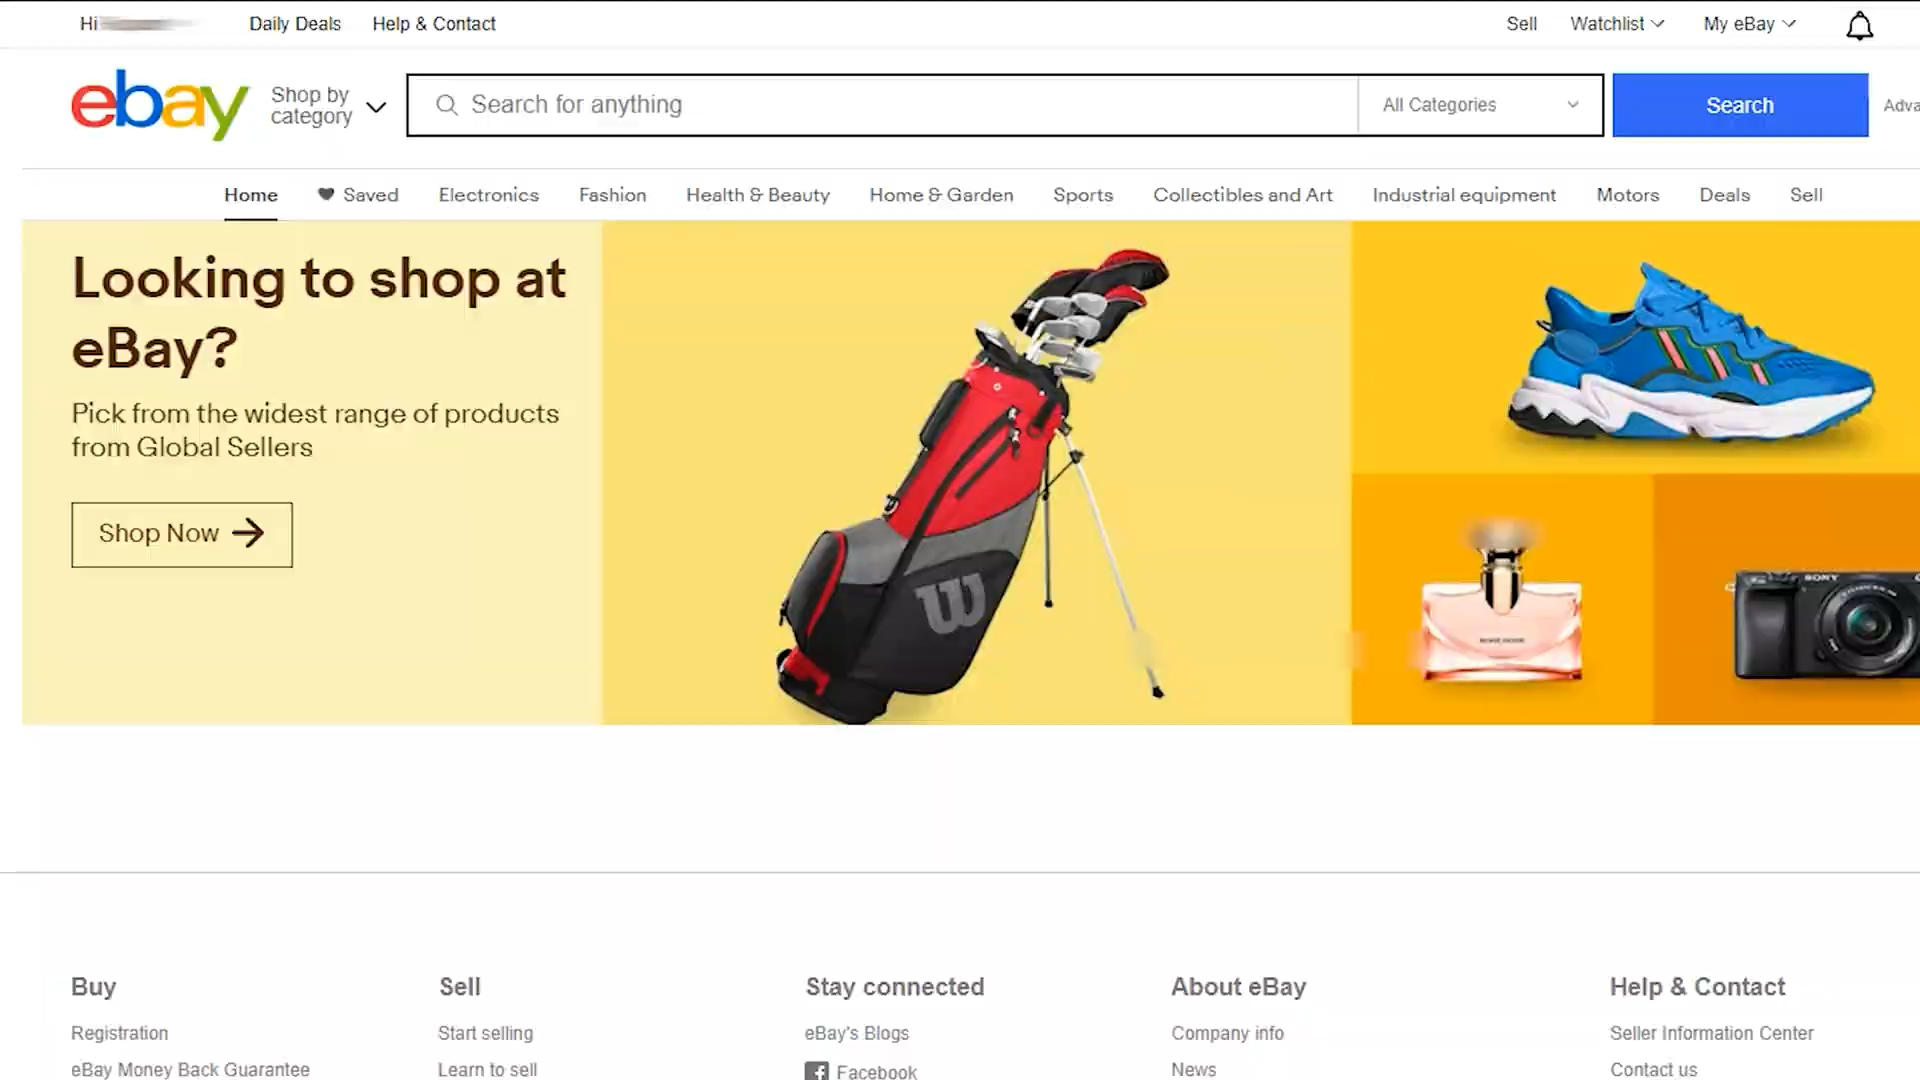 Hi
Daily Deals
Help & Contact
Sell
Watchlist
My eBay
ebay
Shop by
category
Search for anything
All Categories
Search
Adva
Home
Saved
Electronics
Fashion
Health & Beauty
Home & Garden
Sports
Collectibles and Art
Industrial equipment
Motors
Deals
Sell
Looking to shop at
eBay?
Pick from the widest range of products
from Global Sellers
Shop Now
W
SONY
Buy
Registration
eBay Money Back Guarantee
Sell
Start selling
Learn to sell
Stay connected
eBay's Blogs
Facebook
About eBay
Company info
News
Help & Contact
Seller Information Center
Contact us